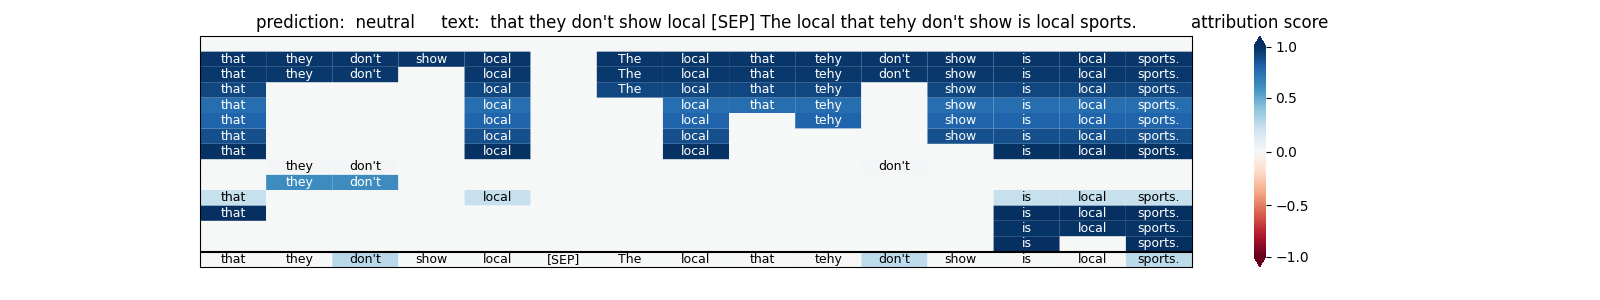 prediction: neutral text: that they don't show local [SEP] The local that tehy don't show is local sports. attribution score
that they don't show local The local that tehy don't show is local sports.
that they don't local The local that tehy don't show is local sports.
that local The local that tehy show is local sports.
that local local that tehy show is local sports.
that local local tehy show is local sports.
that local local show is local sports.
that local local is local sports.
they don't don't
they don't
that local is local sports.
that is local sports.
is local sports.
is sports.
that they don't show local [SEP] The local that tehy don't show is local sports.
1.0
0.5
0.0
−0.5
−1.0